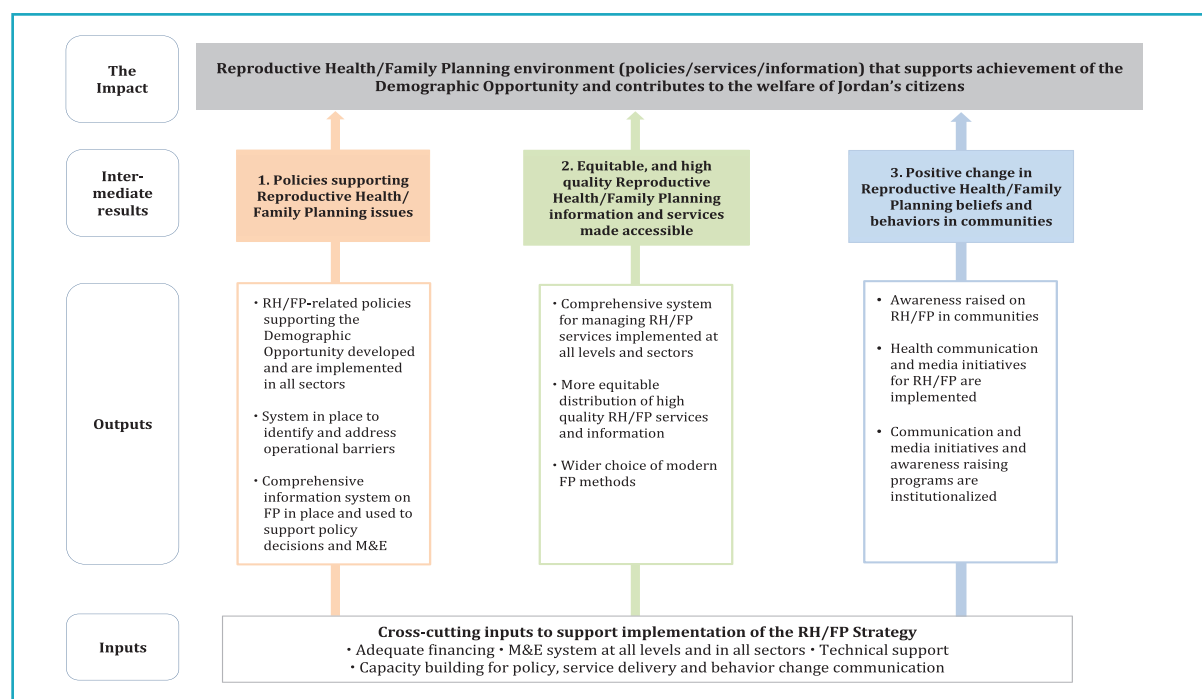 The
Impact
Reproductive Health/Family Planning environment (policies/services/information) that supports achievement of the
Demographic Opportunity and contributes to the welfare of Jordan's citizens
Inter-
mediate
results
1. Policies supporting
Reproductive Health/
Family Planning issues
2. Equitable, and high
quality Reproductive
Health/Family Planning
information and services
made accessible
3. Positive change in
Reproductive Health/Family
Planning beliefs and
behaviors in communities
Outputs
· RH/FP-related policies
supporting the
Demographic
Opportunity developed
and are implemented
in all sectors
· System in place to
identify and address
operational barriers
· Comprehensive
information system on
FP in place and used to
support policy
decisions and M&E
· Comprehensive system
for managing RH/FP
services implemented at
all levels and sectors
· More equitable
distribution of high
quality RH/FP services
and information
· Wider choice of modern
FP methods
• Awareness raised on
RH/FP in communities
• Health communication
and media initiatives
for RH/FP are
implemented
• Communication and
media initiatives and
awareness raising
programs are
institutionalized
Inputs
Cross-cutting inputs to support implementation of the RH/FP Strategy
· Adequate financing · M&E system at all levels and in all sectors · Technical support
· Capacity building for policy, service delivery and behavior change communication